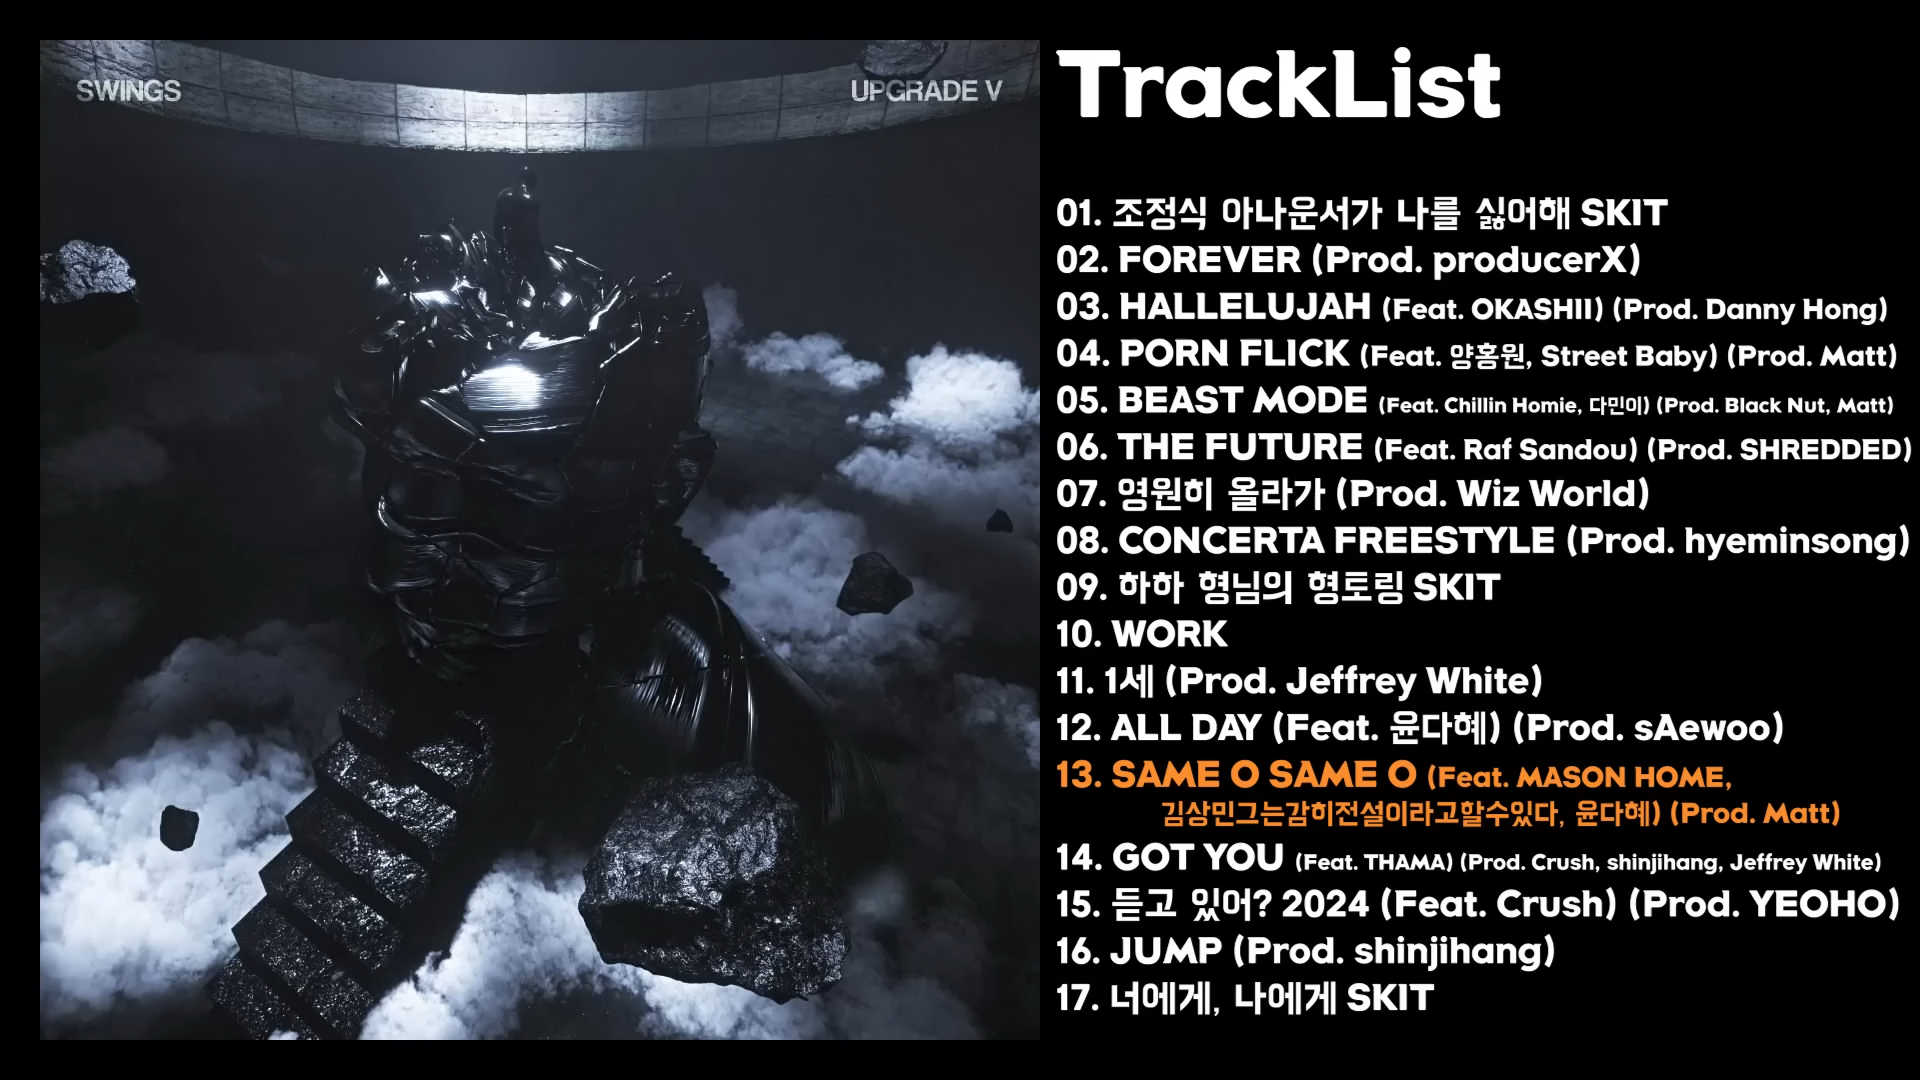 SWINGS
UPGRADE V
TrackList
01. 조정식 아나운서가 나를 싫어해 SKIT
02. FOREVER (Prod. producerX)
03. HALLELUJAH (Feat. OKASHII) (Prod. Danny Hong)
04. PORN FLICK (Feat. 양홍원, Street Baby) (Prod. Matt)
05. BEAST MODE (Feat. Chillin Homie, 다민이) (Prod. Black Nut, Matt)
06. THE FUTURE (Feat. Raf Sandou) (Prod. SHREDDED)
07. 영원히 올라가 (Prod. Wiz World)
08. CONCERTA FREESTYLE (Prod. hyeminsong)
09. 하하 형님의 형토링 SKIT
10. WORK
11. 1세 (Prod. Jeffrey White)
12. ALL DAY (Feat. 윤다혜) (Prod. sAewoo)
13. SAME O SAME O (Feat. MASON HOME,
김상민그는감히전설이라고할수있다, 윤다혜) (Prod. Matt)
14. GOT YOU (Feat. THAMA) (Prod. Crush, shinjihang, Jeffrey White)
15. 듣고 있어? 2024 (Feat. Crush) (Prod. YEOHO)
16. JUMP (Prod. shinjihang)
17. 너에게, 나에게 SKIT